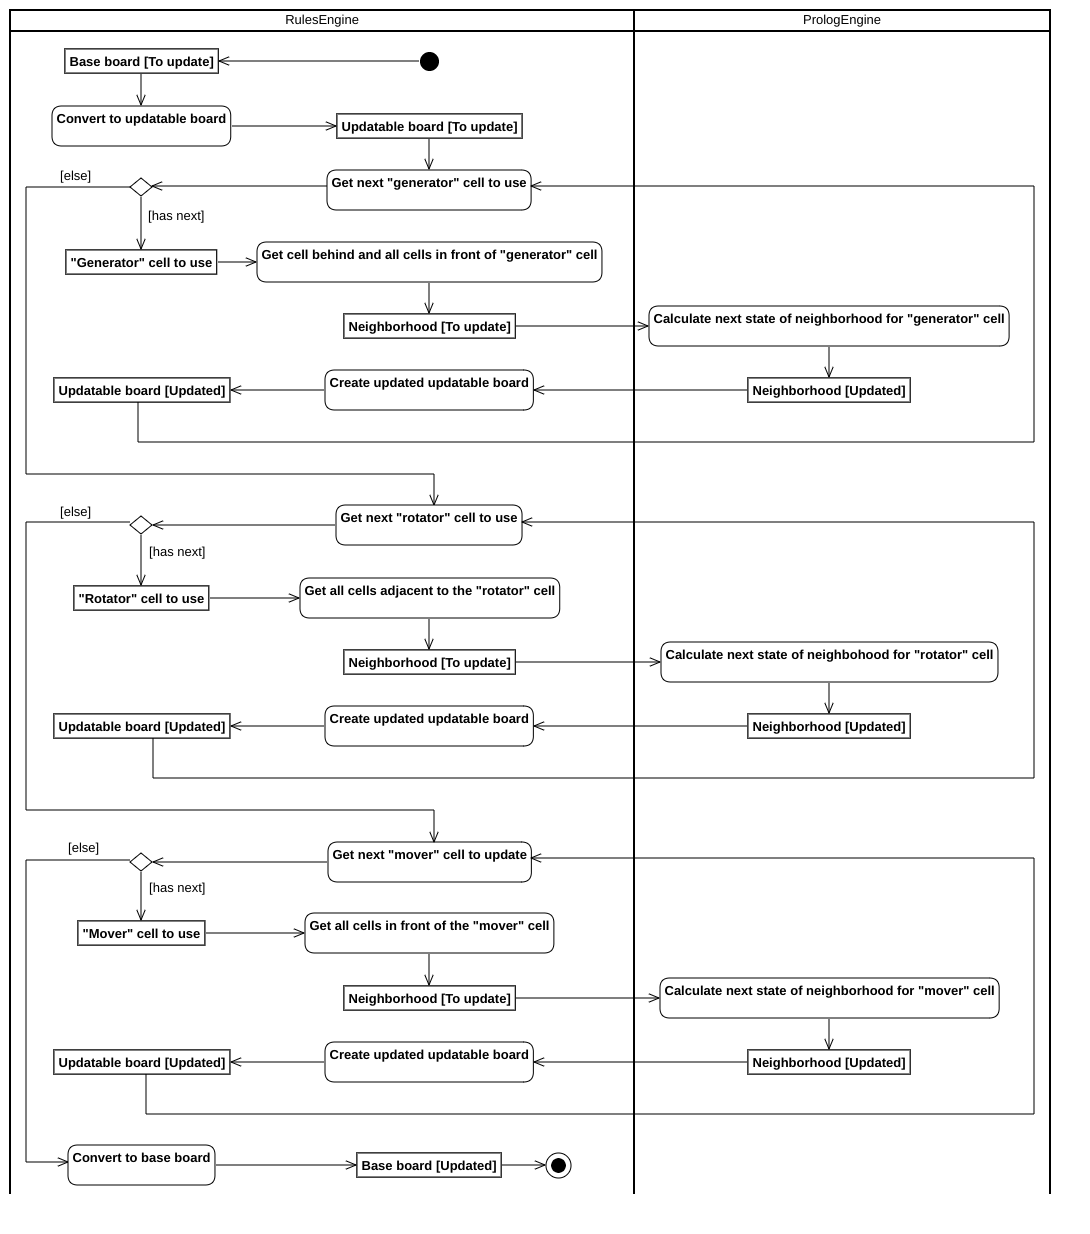 RulesEngine
PrologEngine
Base board [To update]
Convert to updatable board
Updatable board [To update]
[else]
Get next "generator" cell to use
[has next]
"Generator" cell to use
Get cell behind and all cells in front of "generator" cell
Neighborhood [To update]
Calculate next state of neighborhood for "generator" cell
Updatable board [Updated]
Create updated updatable board
Neighborhood [Updated]
[else]
Get next "rotator" cell to use
[has next]
"Rotator" cell to use
Get all cells adjacent to the "rotator" cell
Neighborhood [To update]
Calculate next state of neighbohood for "rotator" cell
Updatable board [Updated]
Create updated updatable board
Neighborhood [Updated]
[else]
Get next "mover" cell to update
[has next]
"Mover" cell to use
Get all cells in front of the "mover" cell
Neighborhood [To update]
Calculate next state of neighborhood for "mover" cell
Updatable board [Updated]
Create updated updatable board
Neighborhood [Updated]
Convert to base board
Base board [Updated]